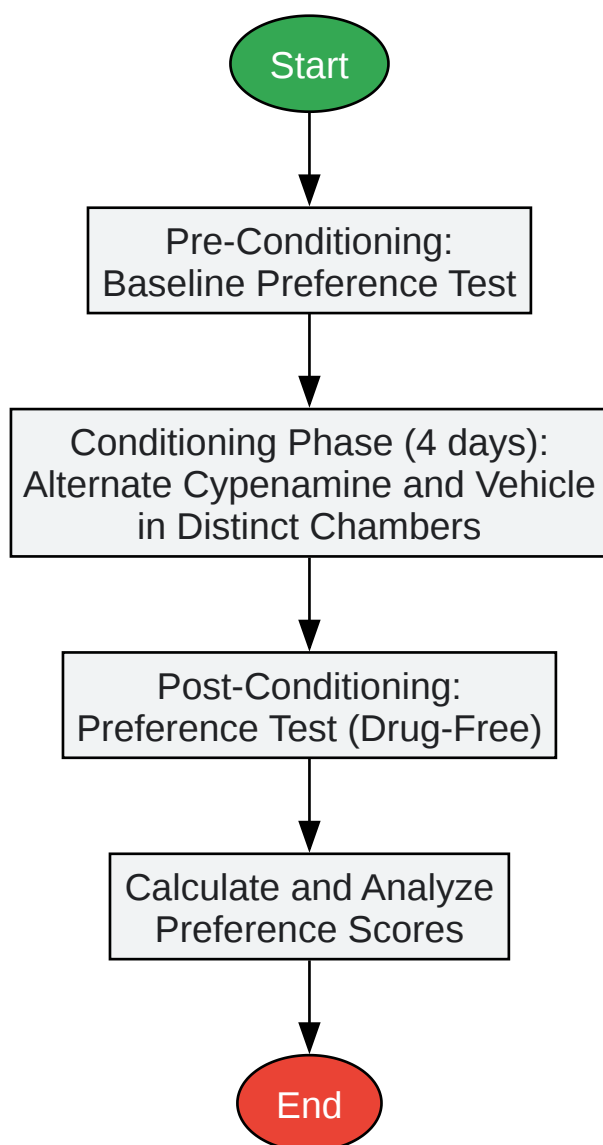 Start
Pre-Conditioning:
Baseline Preference Test
Conditioning Phase (4 days):
Alternate Cypenamine and Vehicle
in Distinct Chambers
Post-Conditioning:
Preference Test (Drug-Free)
Calculate and Analyze
Preference Scores
End